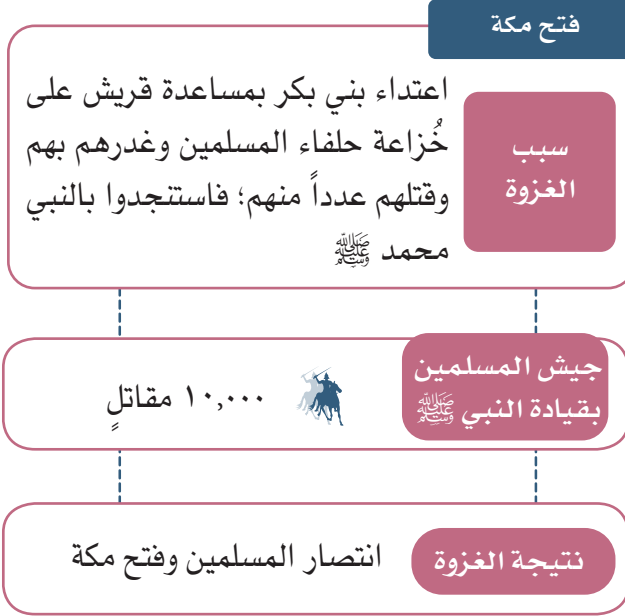 فتح مكة
سبب
الغزوة
اعتداء بني بكر بمساعدة قريش على
خُزاعة حلفاء المسلمين وغدرهم بهم
وقتلهم عدداً منهم؛ فاستنجدوا بالنبي
محمد ﷺ
جيش المسلمين
بقيادة النبي ﷺ
١٠,٠٠٠ مقاتلٍ
نتيجة الغزوة
انتصار المسلمين وفتح مكة